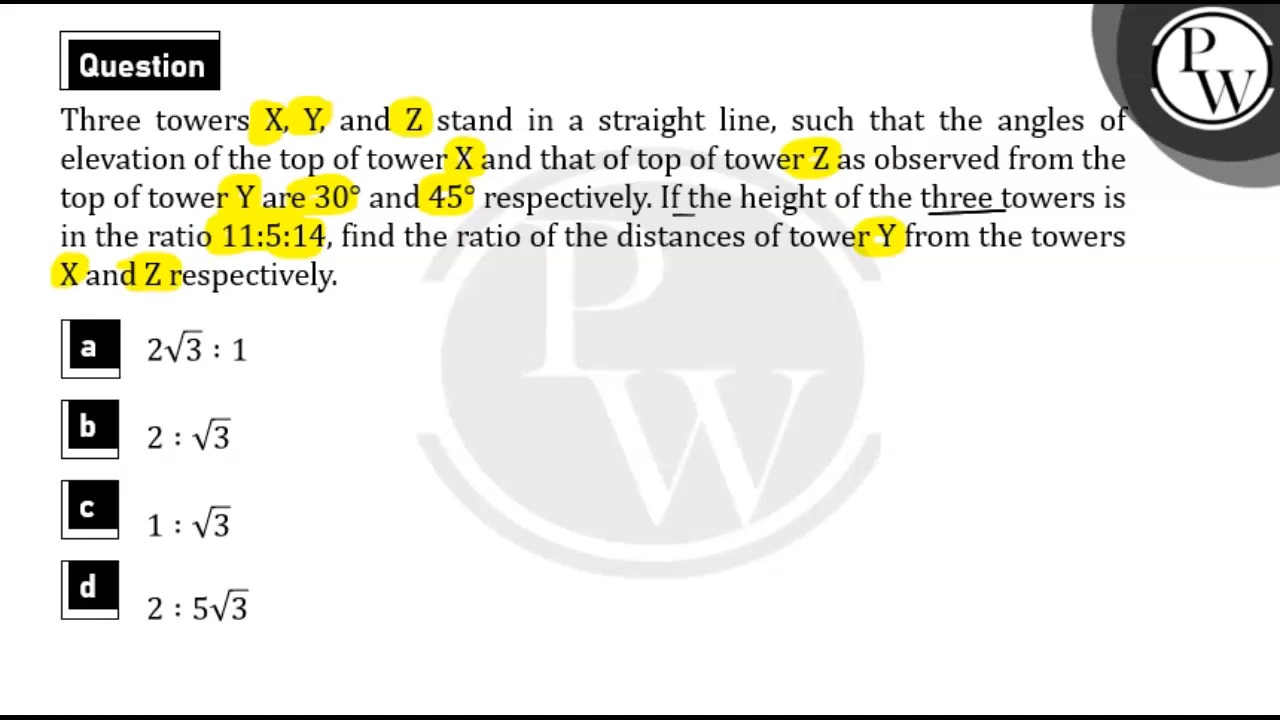 Question
PW
Three towers X, Y, and Z stand in a straight line, such that the angles of
elevation of the top of tower X and that of top of tower Z as observed from the
top of tower Y are 30° and 45° respectively. If the height of the three towers is
in the ratio 11:5:14, find the ratio of the distances of tower Y from the towers
X and Z respectively.
PW
a 2√3 : 1
b 2 : √3
c 1 : √3
d 2 : 5√3